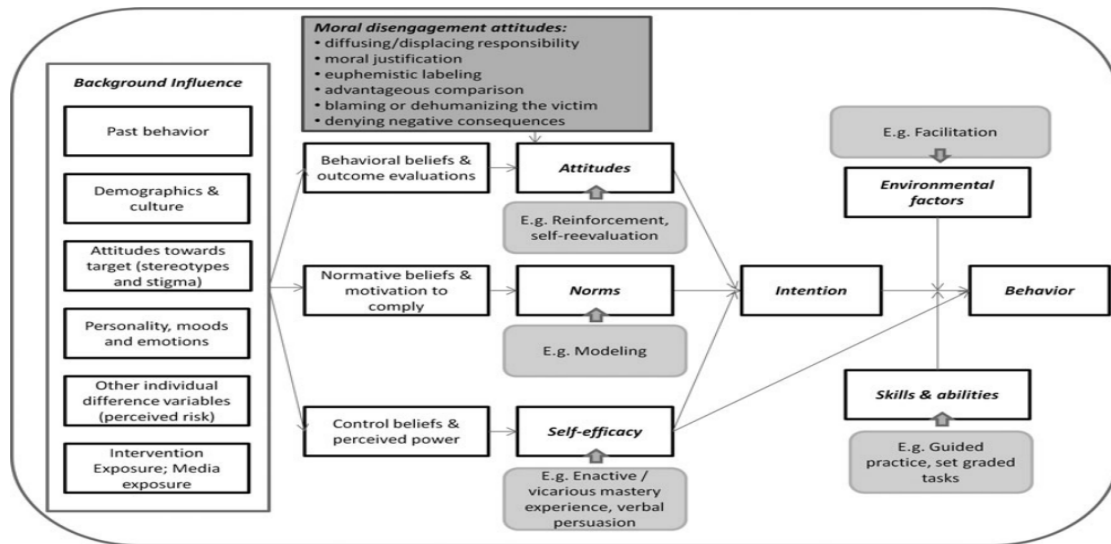 Moral disengagement attitudes:
• diffusing/displacing responsibility
• moral justification
• euphemistic labeling
• advantageous comparison
• blaming or dehumanizing the victim
• denying negative consequences
Background Influence
Past behavior
Demographics &
culture
Attitudes towards
target (stereotypes
and stigma)
Personality, moods
and emotions
Other individual
difference variables
(perceived risk)
Intervention
Exposure; Media
exposure
Behavioral beliefs &
outcome evaluations
Normative beliefs &
motivation to
comply
Control beliefs &
perceived power
Attitudes
E.g. Reinforcement,
self-reevaluation
Norms
E.g. Modeling
Self-efficacy
E.g. Enactive /
vicarious mastery
experience, verbal
persuasion
Intention
E.g. Facilitation
Environmental
factors
Behavior
Skills & abilities
E.g. Guided
practice, set graded
tasks